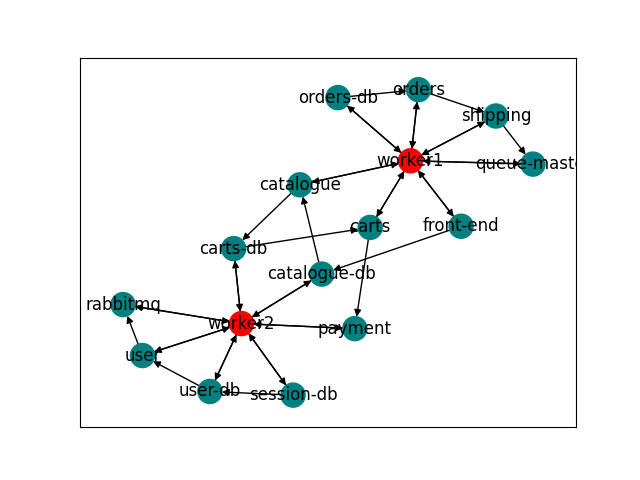 orders
orders-db
shipping
worker1
queue-maste
catalogue
front-end
carts
carts-db
catalogue-db
rabbitmq
worker2
payment
user
user-db
session-db